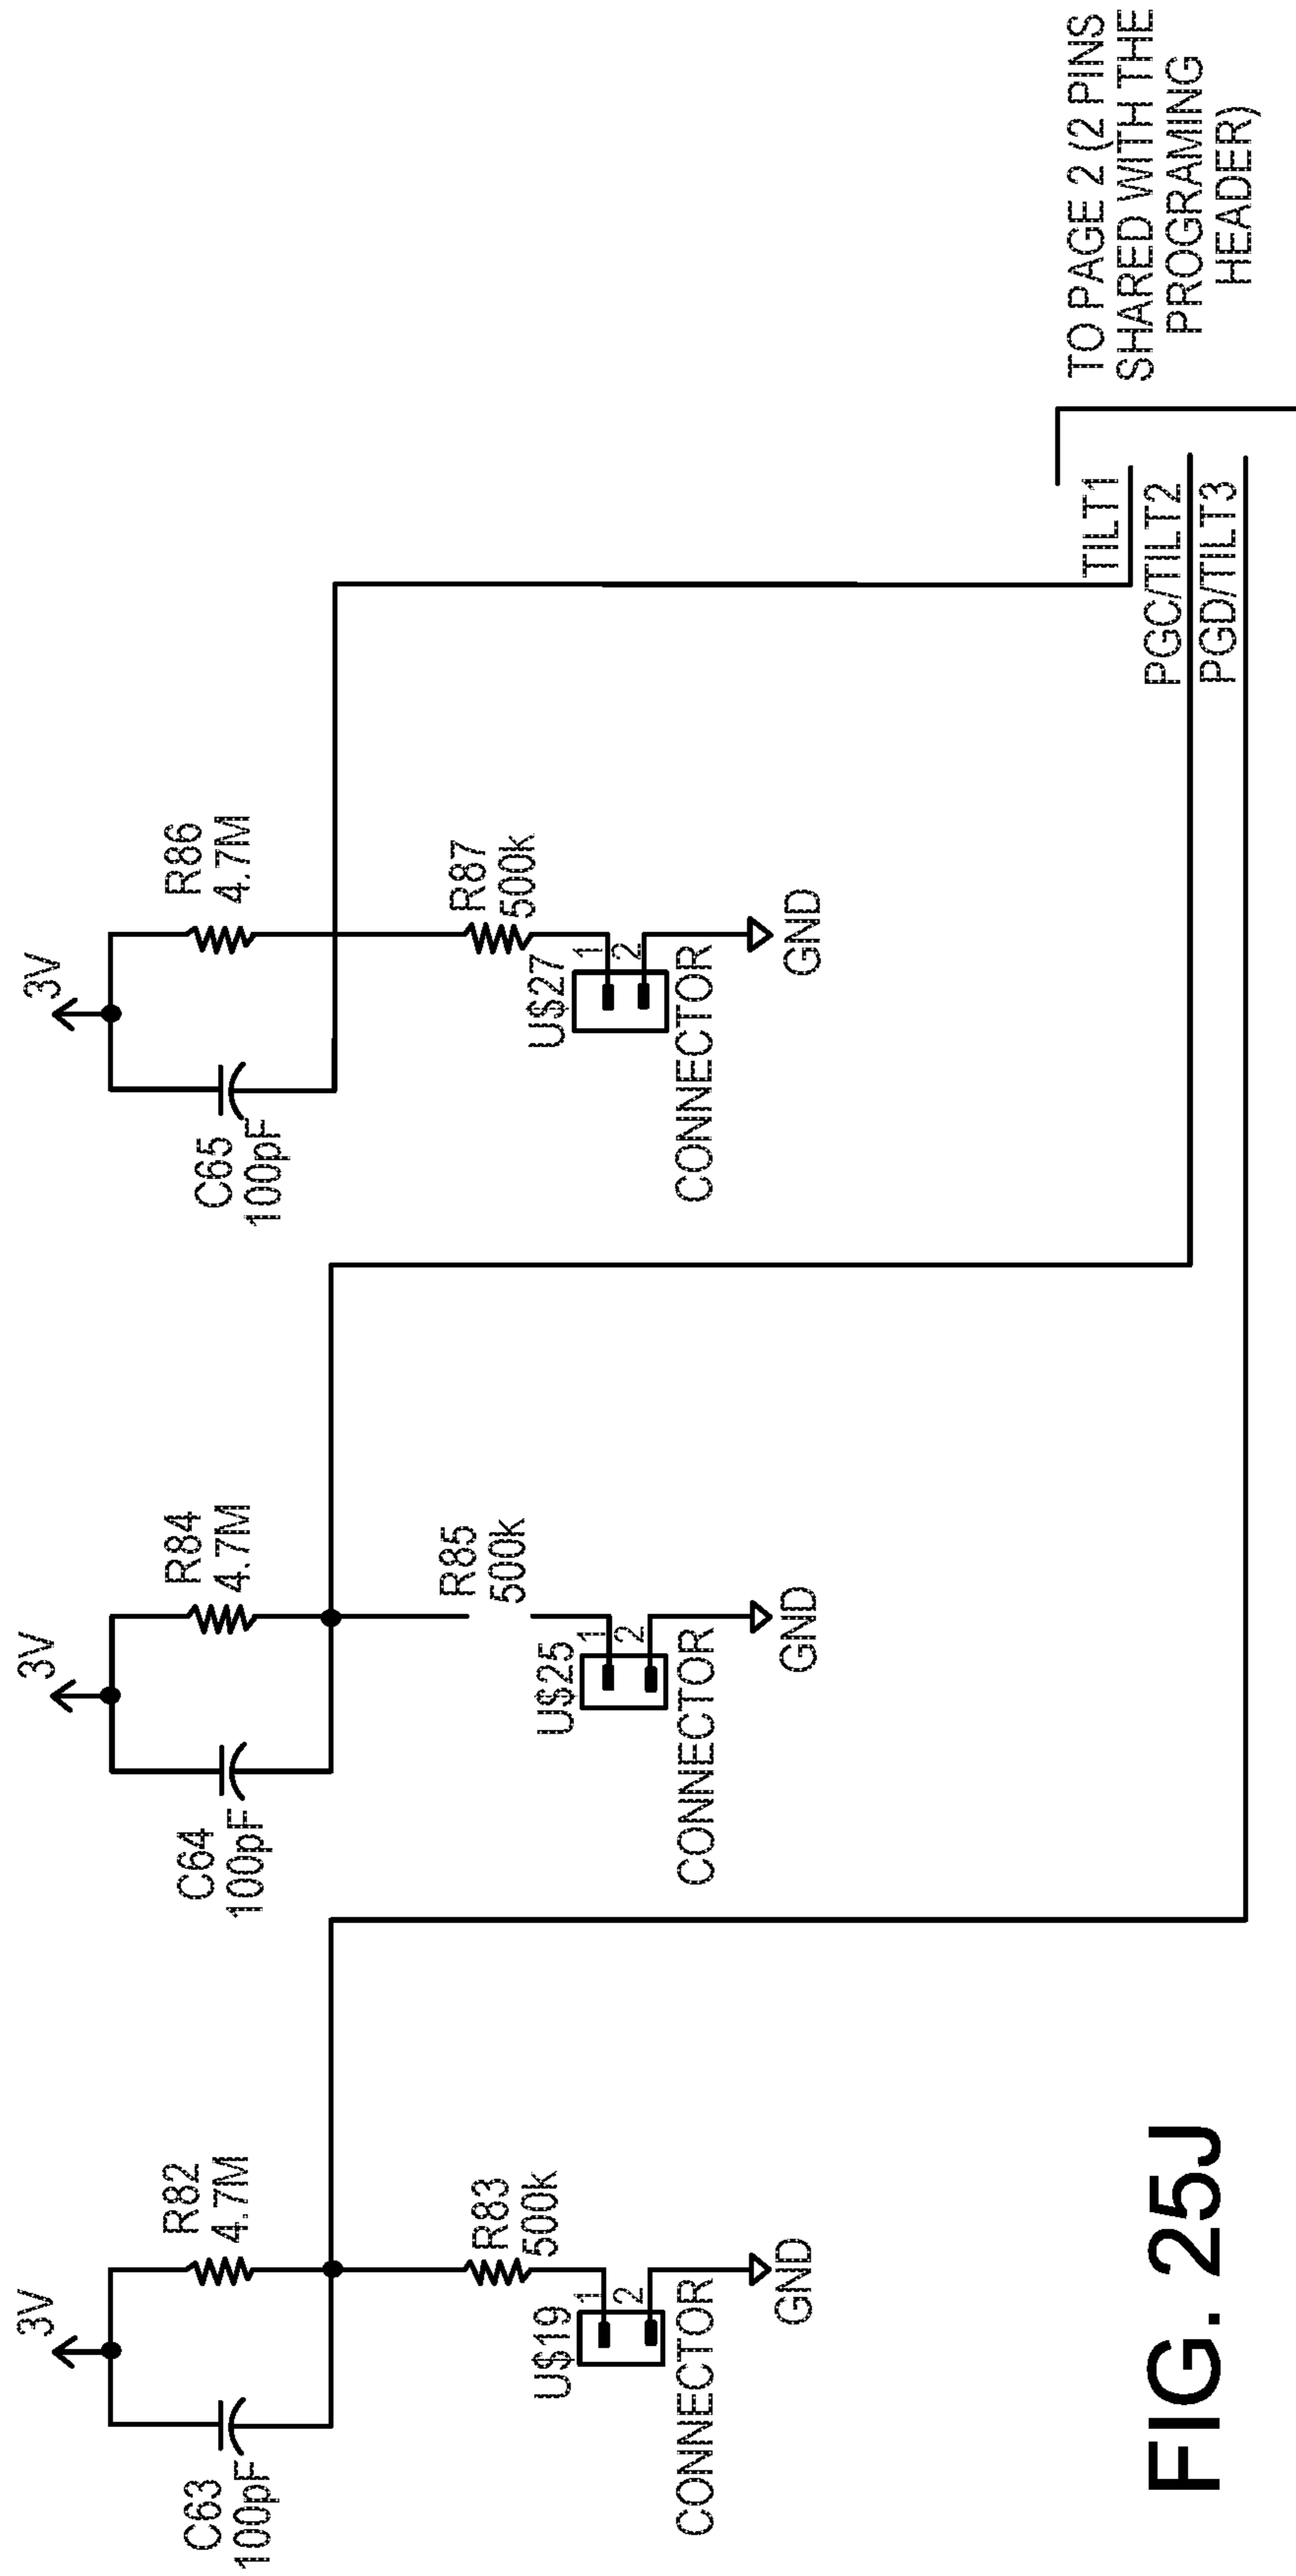 3V
C63
100pF
R82
4.7M
R83
500k
U$19
1
2
CONNECTOR
GND
3V
C64
100pF
R84
4.7M
R85
500k
U$25
1
2
CONNECTOR
GND
3V
C65
100pF
R86
4.7M
R87
500k
U$27
1
2
CONNECTOR
GND
TILT1
PGC/TILT2
PGD/TILT3
TO PAGE 2 (2 PINS
SHARED WITH THE
PROGRAMING
HEADER)
FIG. 25J